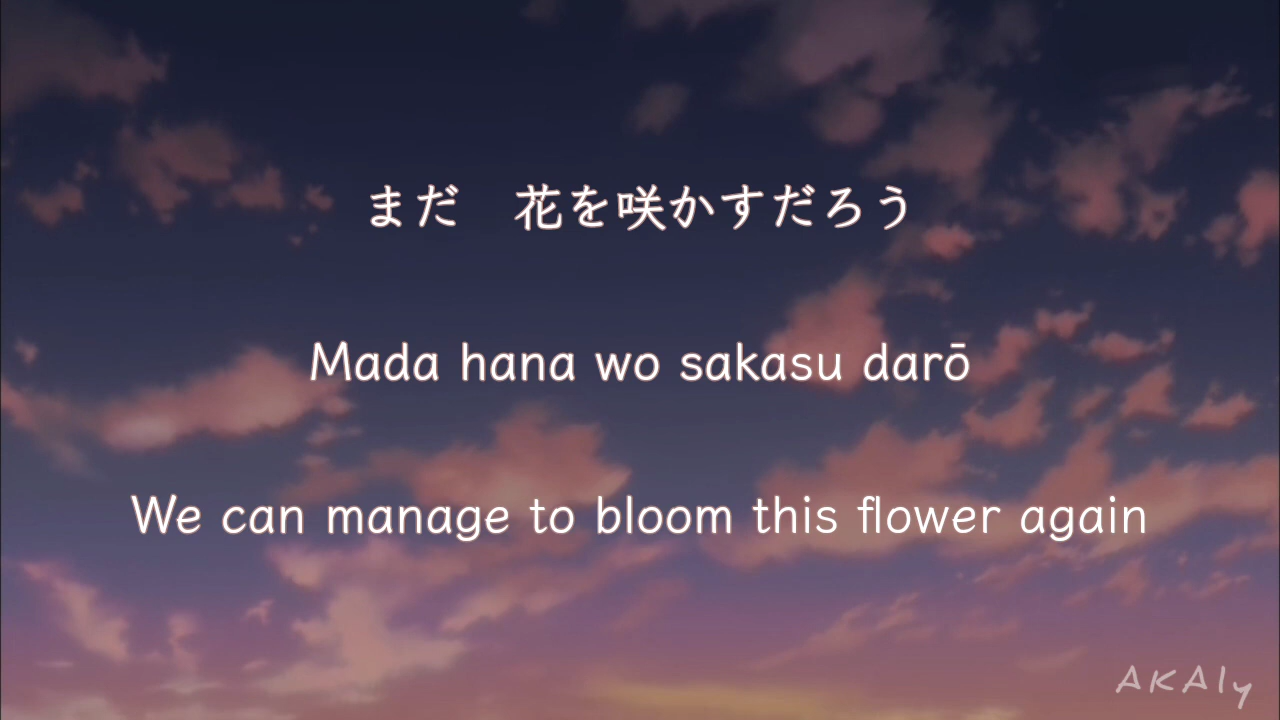 まだ　花を咲かすだろう
Mada hana wo sakasu darō
We can manage to bloom this flower again
AKAly